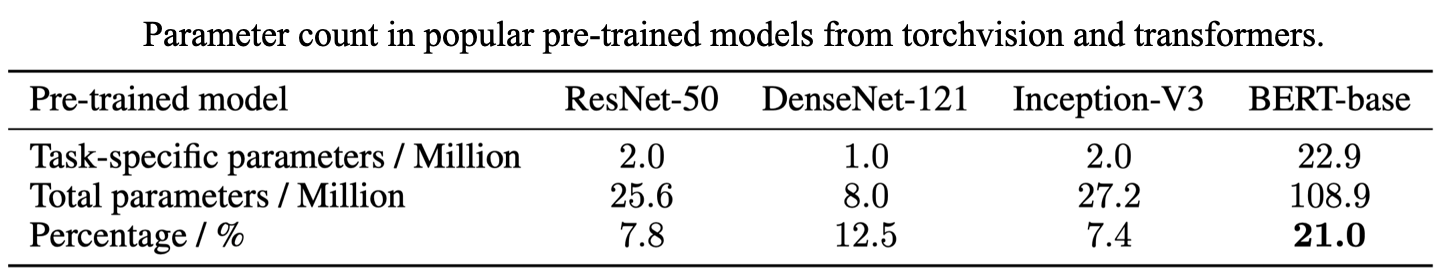 Parameter count in popular pre-trained models from torchvision and transformers.
Pre-trained model ResNet-50 DenseNet-121 Inception-V3 BERT-base
Task-specific parameters / Million 2.0 1.0 2.0 22.9
Total parameters / Million 25.6 8.0 27.2 108.9
Percentage / % 7.8 12.5 7.4 21.0